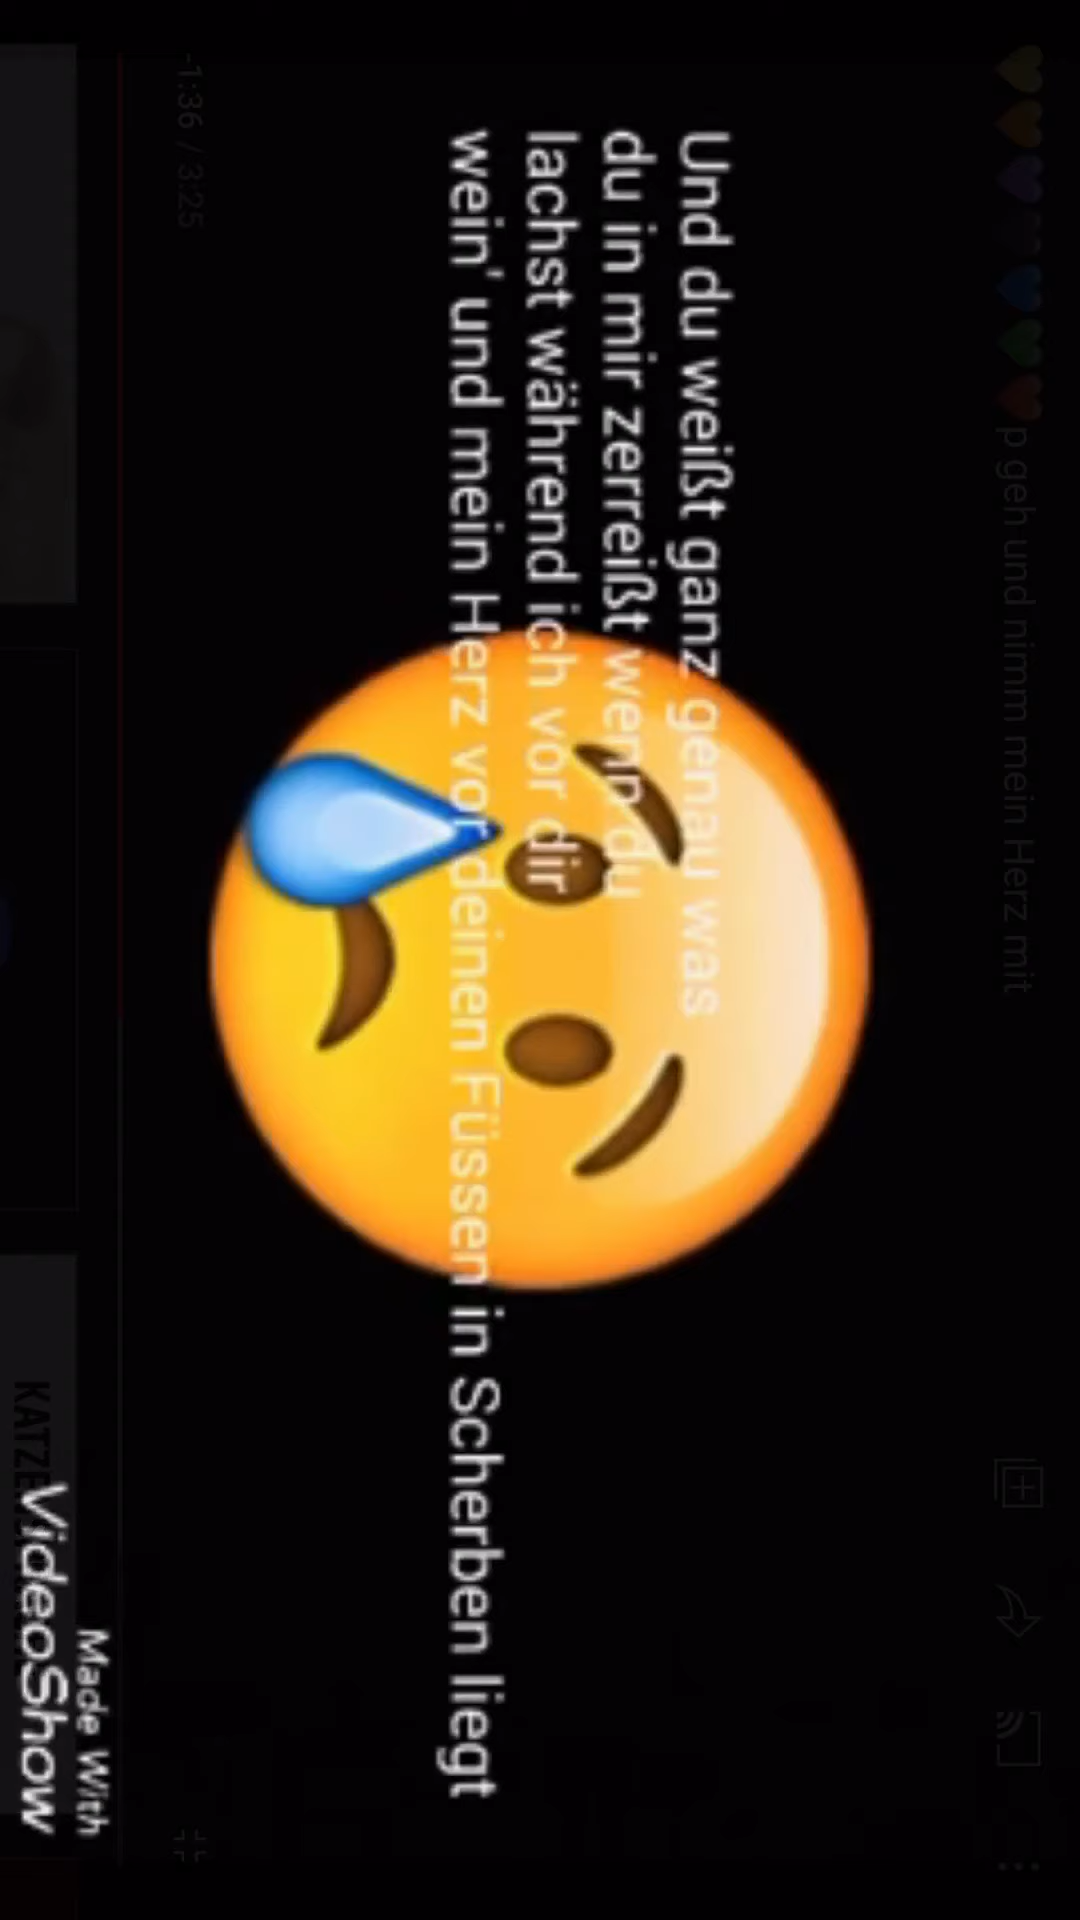 p geh und nimm mein Herz mit
Und du weißt ganz genau was
du in mir zerreißt wenn du
lachst während ich vor dir
wein' und mein Herz vor deinen Füssen in Scherben liegt
-1:36 / 3:25
Made With
VideoShow